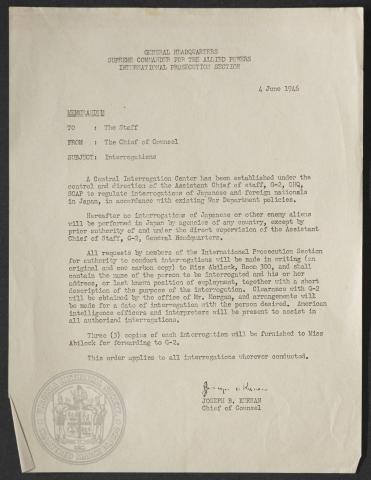 GENERAL HEADQUARTERS
SUPREME COMMANDER FOR THE ALLIED POWERS
INTERNATIONAL PROSECUTION SECTION
4 June 1946
MEMORANDUM
TO : The Staff
FROM : The Chief of Counsel
SUBJECT: Interrogations
A Central Interrogation Center has been established under the
control and direction of the Assistant Chief of staff, G-2, GHQ,
SCAP to regulate interrogations of Japanese and foreign nationals
in Japan, in accordance with existing War Department policies.
Hereafter no interrogations of Japanese or other enemy aliens
will be performed in Japan by agencies of any country, except by
prior authority of and under the direct supervision of the Assistant
Chief of Staff, G-2, General Headquarters.
All requests by members of the International Prosecution Section
for authority to conduct interrogations will be made in writing (an
original and one carbon copy) to Miss Abilock, Room 300, and shall
contain the name of the person to be interrogated and his or her
address, or last known position of employment, together with a short
description of the purpose of the interrogation. Clearance with G-2
will be obtained by the office of Mr. Horgan, and arrangements will
be made for a date of interrogation with the person desired. American
intelligence officers and interpreters will be present to assist in
all authorized interrogations.
Three (3) copies of each interrogation will be furnished to Miss
Abilock for forwarding to G-2.
This order applies to all interrogations wherever conducted.
JOSEPH B. KEENAN
Chief of Counsel